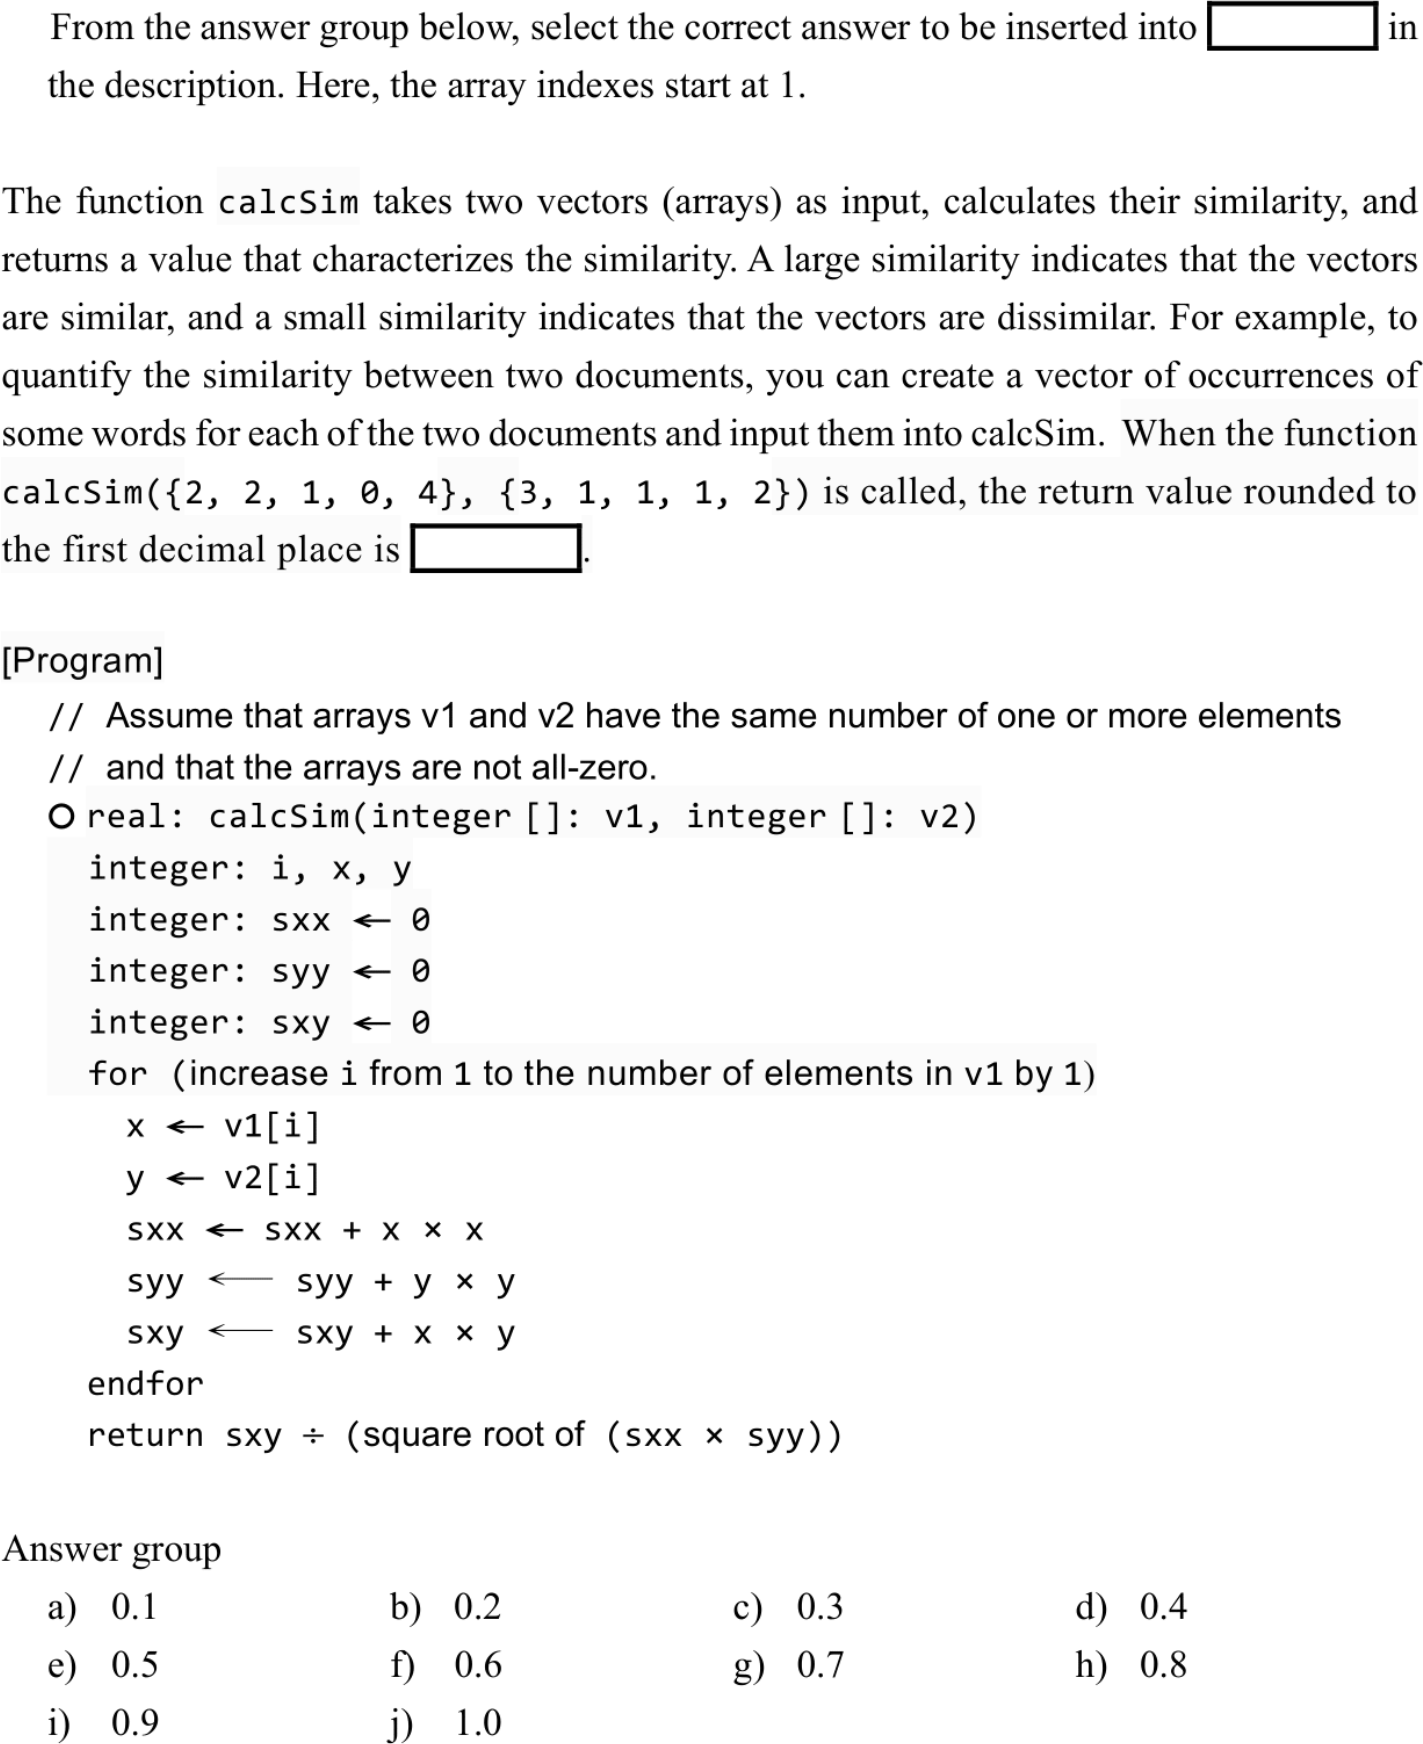 From the answer group below, select the correct answer to be inserted into in
the description. Here, the array indexes start at 1.
The function calcSim takes two vectors (arrays) as input, calculates their similarity, and
returns a value that characterizes the similarity. A large similarity indicates that the vectors
are similar, and a small similarity indicates that the vectors are dissimilar. For example, to
quantify the similarity between two documents, you can create a vector of occurrences of
some words for each of the two documents and input them into calcSim. When the function
calcSim({2, 2, 1, 0, 4}, {3, 1, 1, 1, 2}) is called, the return value rounded to
the first decimal place is .
[Program]
// Assume that arrays v1 and v2 have the same number of one or more elements
// and that the arrays are not all-zero.
○ real: calcSim(integer []: v1, integer []: v2)
integer: i, x, y
integer: sxx ← 0
integer: syy ← 0
integer: sxy ← 0
for (increase i from 1 to the number of elements in v1 by 1)
x ← v1[i]
y ← v2[i]
sxx ← sxx + x × x
syy ← syy + y × y
sxy ← sxy + x × y
endfor
return sxy ÷ (square root of (sxx × syy))
Answer group
a) 0.1 b) 0.2 c) 0.3 d) 0.4
e) 0.5 f) 0.6 g) 0.7 h) 0.8
i) 0.9 j) 1.0